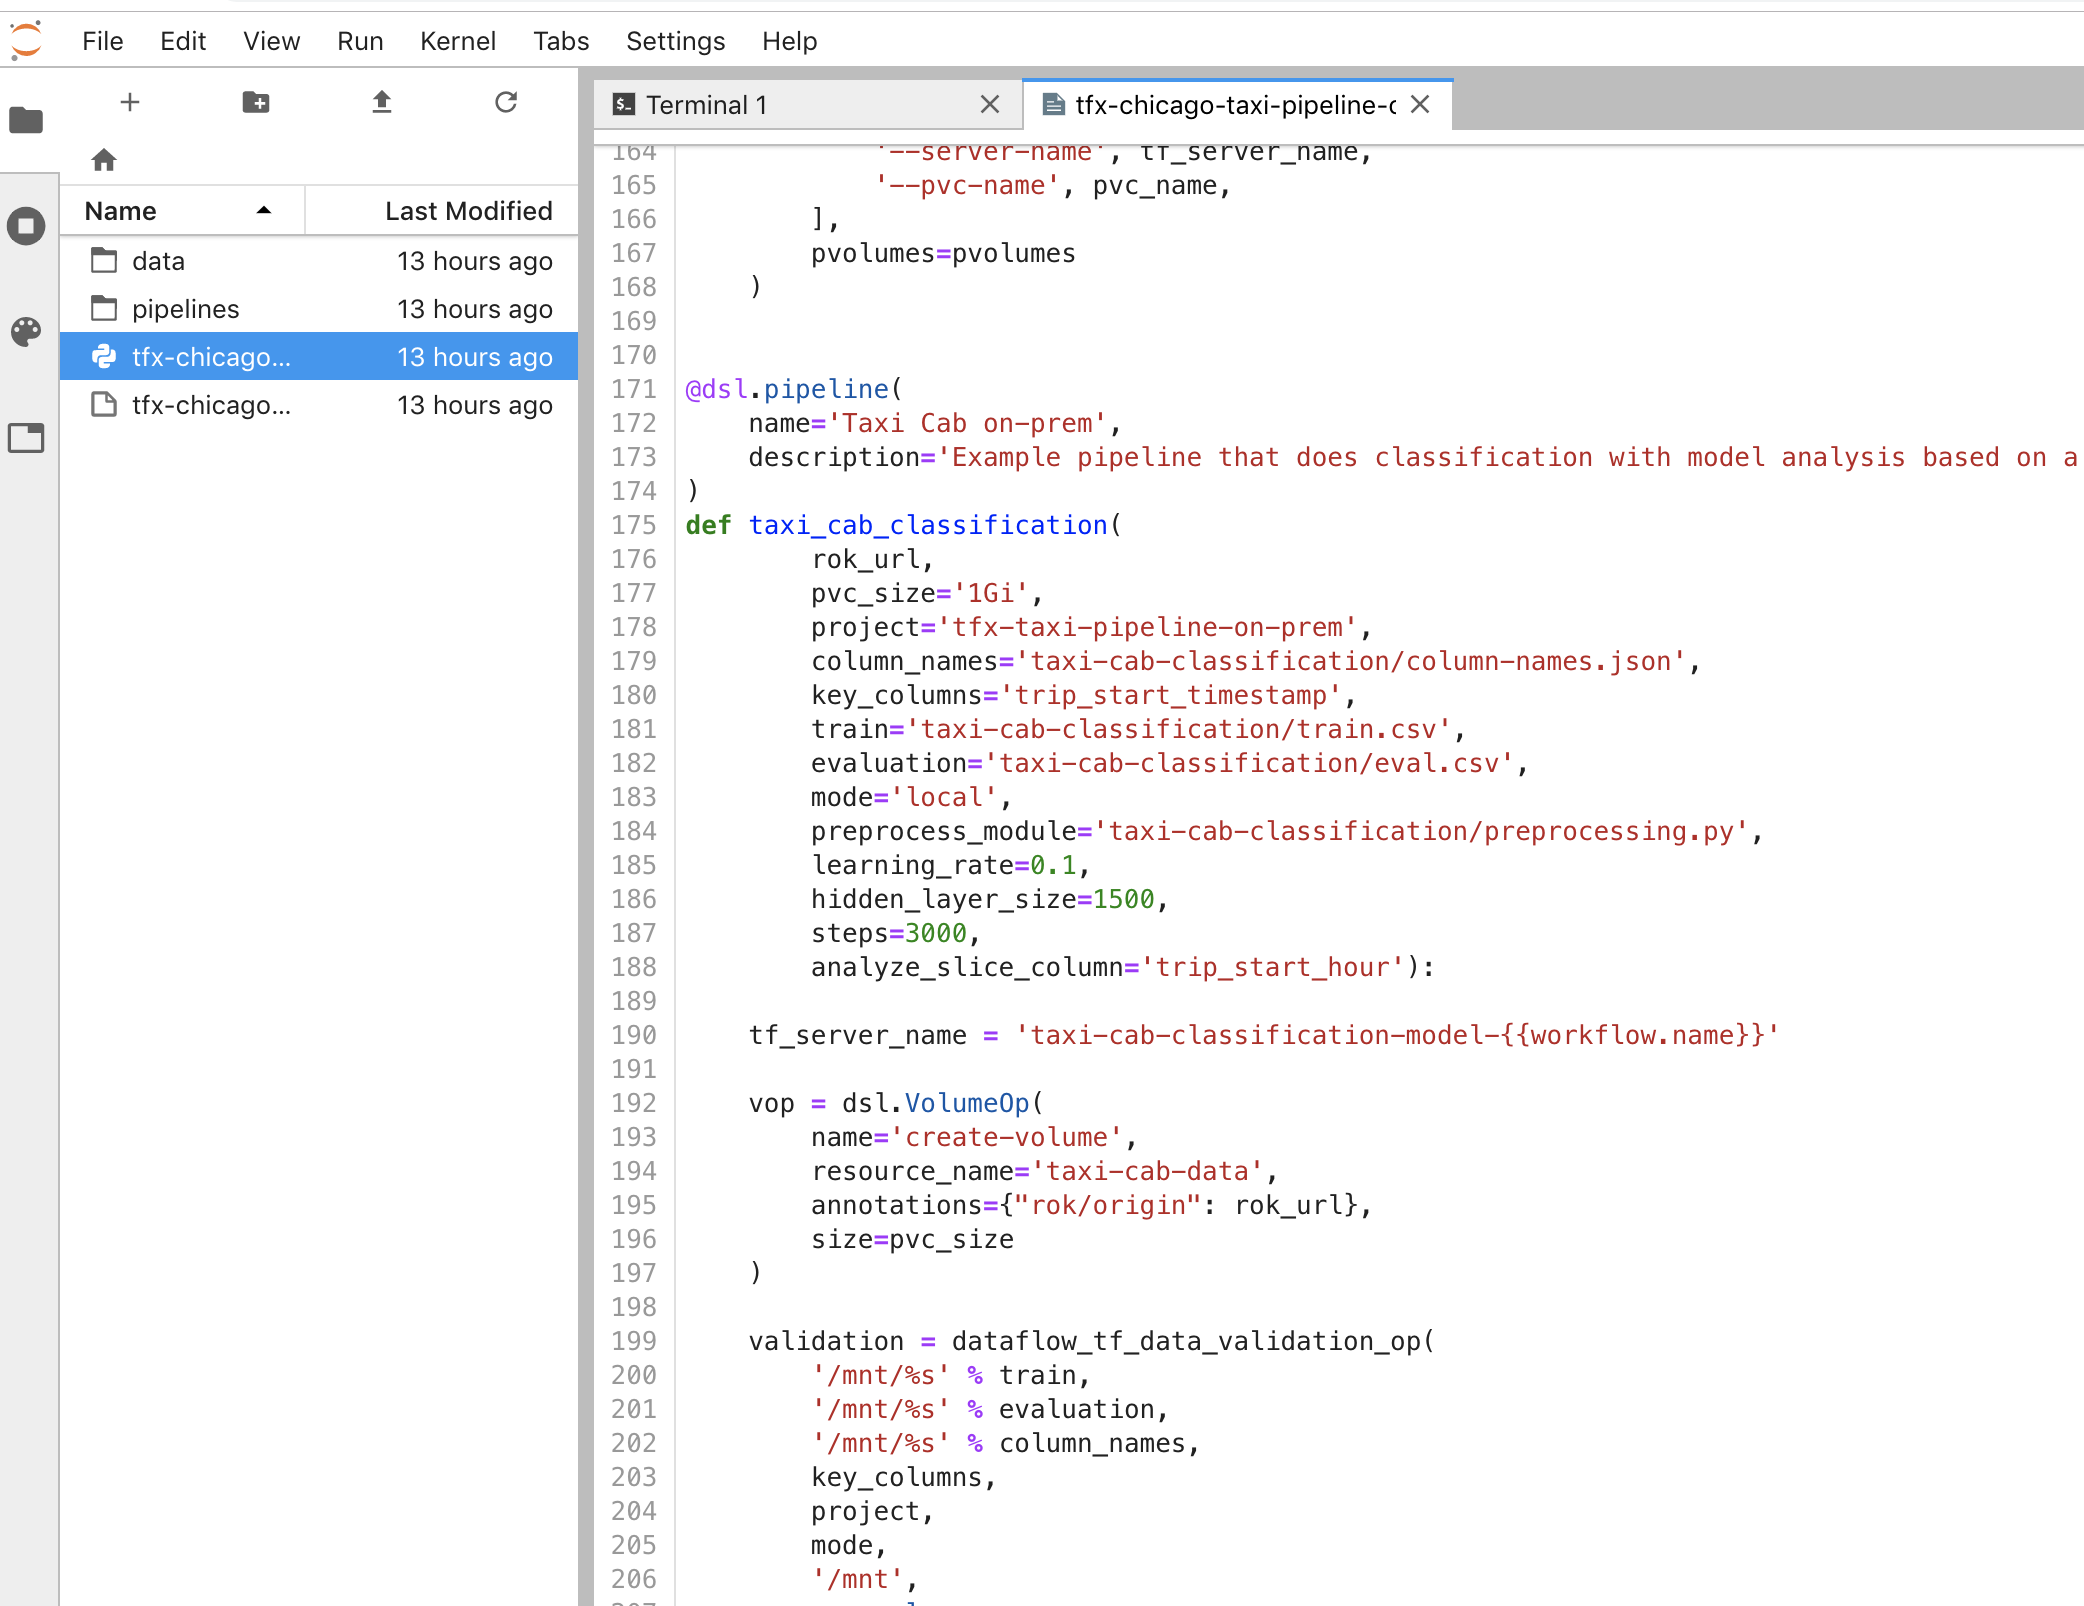 File Edit View Run Kernel Tabs Settings Help
Name Last Modified
data 13 hours ago
pipelines 13 hours ago
tfx-chicago... 13 hours ago
tfx-chicago... 13 hours ago
$_ Terminal 1
tfx-chicago-taxi-pipeline-c
164 '--server-name', tf_server_name,
165 '--pvc-name', pvc_name,
166 ],
167 pvolumes=pvolumes
168 )
169
170
171 @dsl.pipeline(
172 name='Taxi Cab on-prem',
173 description='Example pipeline that does classification with model analysis based on a
174 )
175 def taxi_cab_classification(
176 rok_url,
177 pvc_size='1Gi',
178 project='tfx-taxi-pipeline-on-prem',
179 column_names='taxi-cab-classification/column-names.json',
180 key_columns='trip_start_timestamp',
181 train='taxi-cab-classification/train.csv',
182 evaluation='taxi-cab-classification/eval.csv',
183 mode='local',
184 preprocess_module='taxi-cab-classification/preprocessing.py',
185 learning_rate=0.1,
186 hidden_layer_size=1500,
187 steps=3000,
188 analyze_slice_column='trip_start_hour'):
189
190 tf_server_name = 'taxi-cab-classification-model-{{workflow.name}}'
191
192 vop = dsl.VolumeOp(
193 name='create-volume',
194 resource_name='taxi-cab-data',
195 annotations={"rok/origin": rok_url},
196 size=pvc_size
197 )
198
199 validation = dataflow_tf_data_validation_op(
200 '/mnt/%s' % train,
201 '/mnt/%s' % evaluation,
202 '/mnt/%s' % column_names,
203 key_columns,
204 project,
205 mode,
206 '/mnt',